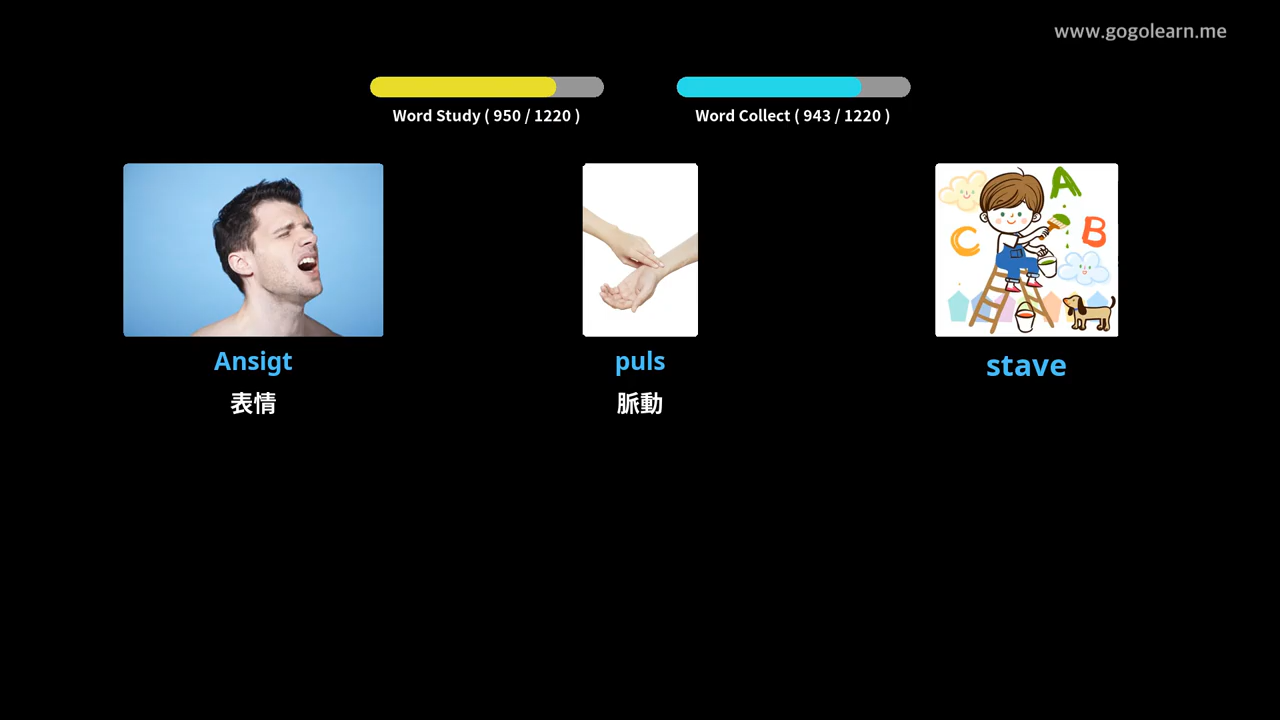 www.gogolearn.me
Word Study ( 950 / 1220 )
Word Collect ( 943 / 1220 )
A
B
C
Ansigt
puls
stave
表情
脈動